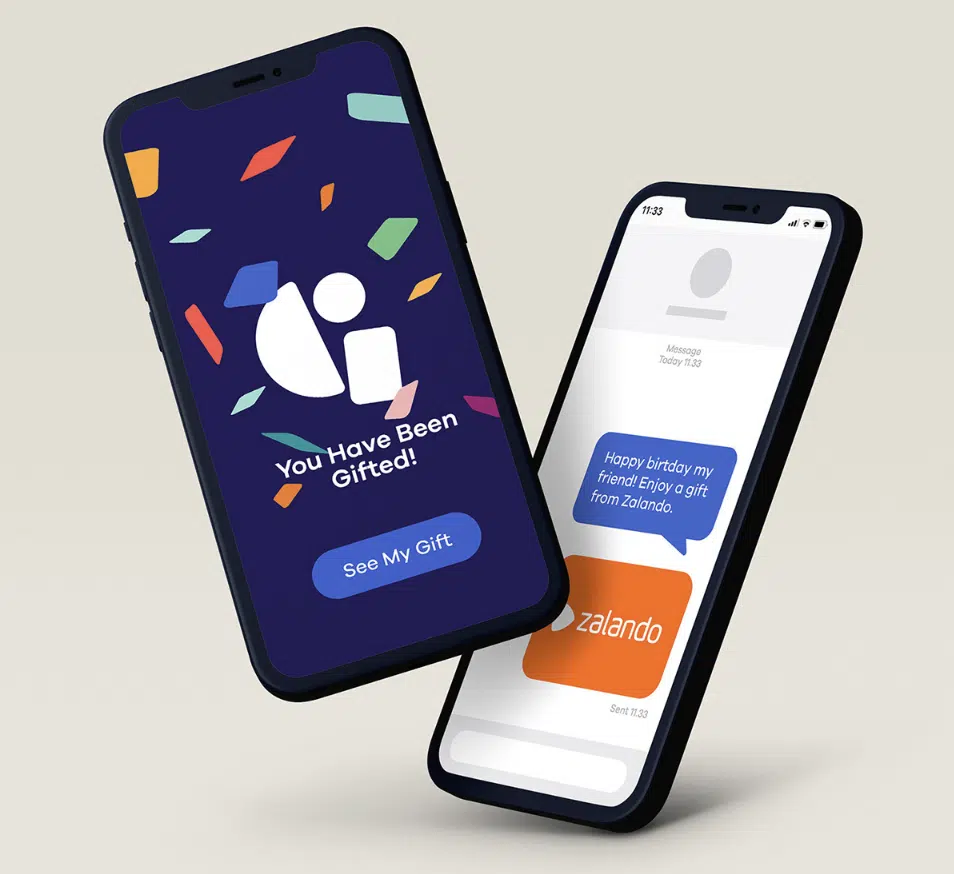 You Have Been
Gifted!
See My Gift
11:33
Message
Today 11.33
Happy birtday my
friend! Enjoy a gift
from Zalando.
zalando
Sent 11.33